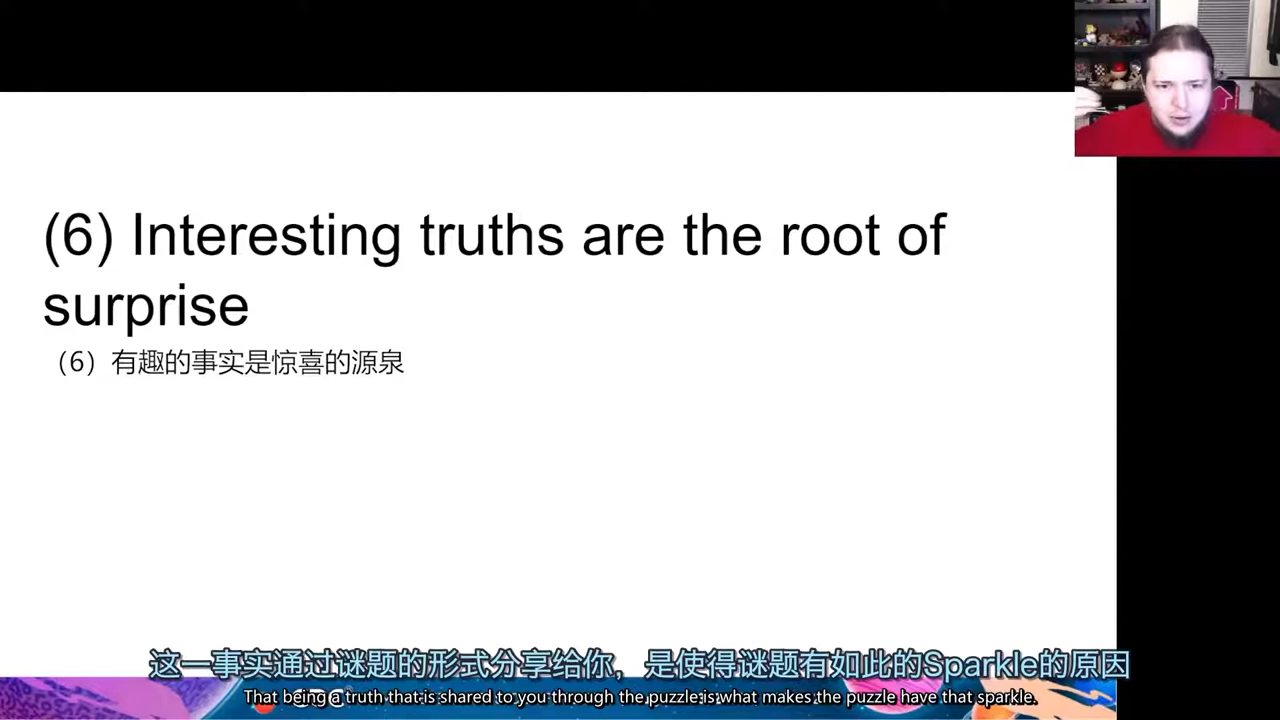 (6) Interesting truths are the root of
surprise
（6）有趣的事实是惊喜的源泉
这一事实通过谜题的形式分享给你，是使得谜题有如此的Sparkle的原因
That being a truth that is shared to you through the puzzle is what makes the puzzle have that sparkle.